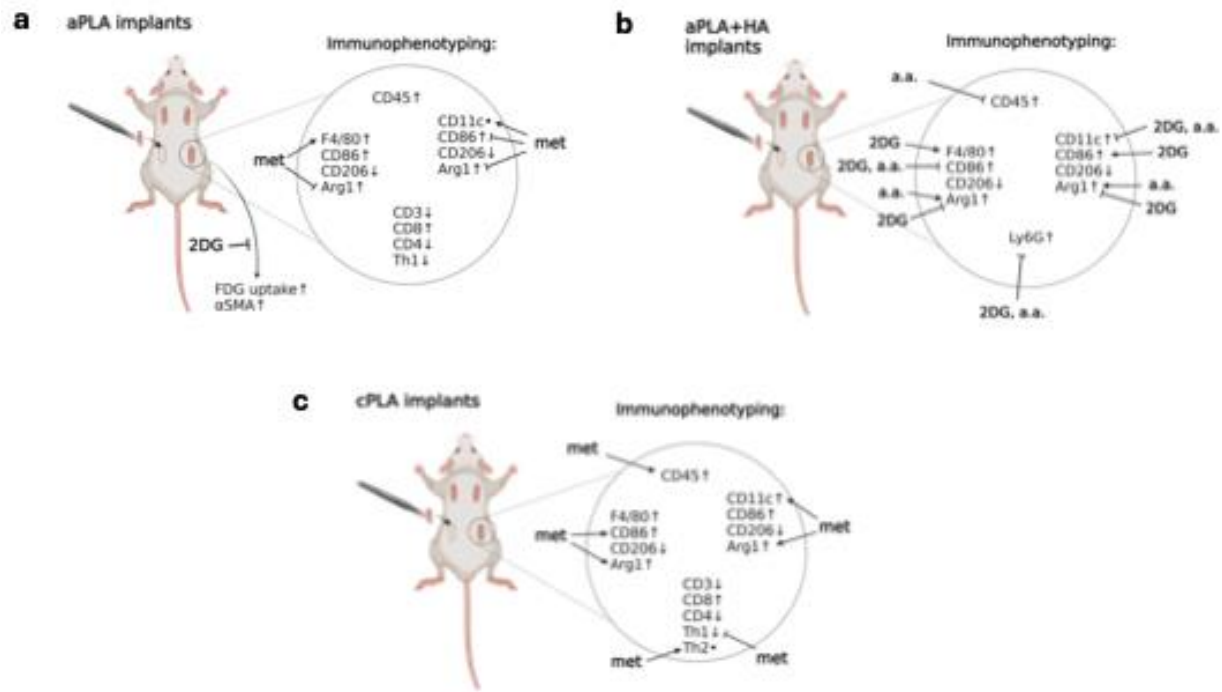 a
aPLA implants
Immunophenotyping:
CD45↑
F4/80↑
CD86↑
CD206↓
Arg1↑
met
CD11c•
CD86↑
CD206↓
Arg1↑
met
CD3↓
CD8↑
CD4↓
Th1↓
2DG
FDG uptake↑
αSMA↑
b
aPLA+HA
implants
Immunophenotyping:
a.a.
CD45↑
2DG
2DG, a.a.
a.a.
2DG
F4/80↑
CD86↑
CD206↓
Arg1↑
CD11c↑
CD86↑
CD206↓
Arg1↑
2DG, a.a.
2DG
a.a.
2DG
Ly6G↑
2DG, a.a.
c
cPLA implants
Immunophenotyping:
met
CD45↑
met
F4/80↑
CD86↑
CD206↓
Arg1↑
CD11c↑
CD86↑
CD206↓
Arg1↑
met
CD3↓
CD8↑
CD4↓
Th1↓
Th2•
met
met